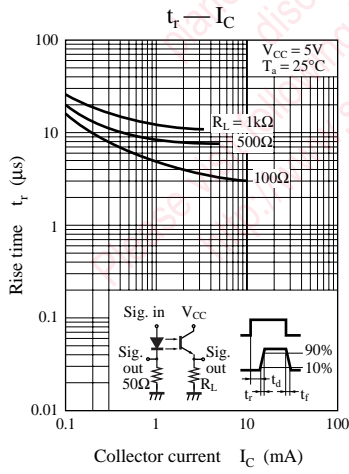 t_r — I_C
V_CC = 5V
T_a = 25°C
100
10
1
0.1
0.01
Rise time t_r (µs)
R_L = 1kΩ
500Ω
100Ω
Sig. in
V_CC
Sig. out
50Ω
Sig. out
R_L
90%
10%
t_d
t_r
t_f
0.1
1
10
100
Collector current I_C (mA)